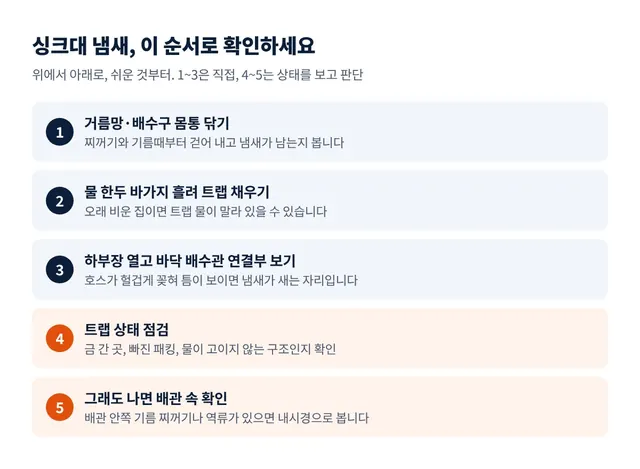 싱크대 냄새, 이 순서로 확인하세요
위에서 아래로, 쉬운 것부터. 1~3은 직접, 4~5는 상태를 보고 판단
1
거름망·배수구 몸통 닦기
찌꺼기와 기름때부터 걷어 내고 냄새가 남는지 봅니다
2
물 한두 바가지 흘려 트랩 채우기
오래 비운 집이면 트랩 물이 말라 있을 수 있습니다
3
하부장 열고 바닥 배수관 연결부 보기
호스가 헐겁게 꽂혀 틈이 보이면 냄새가 새는 자리입니다
4
트랩 상태 점검
금 간 곳, 빠진 패킹, 물이 고이지 않는 구조인지 확인
5
그래도 나면 배관 속 확인
배관 안쪽 기름 찌꺼기나 역류가 있으면 내시경으로 봅니다